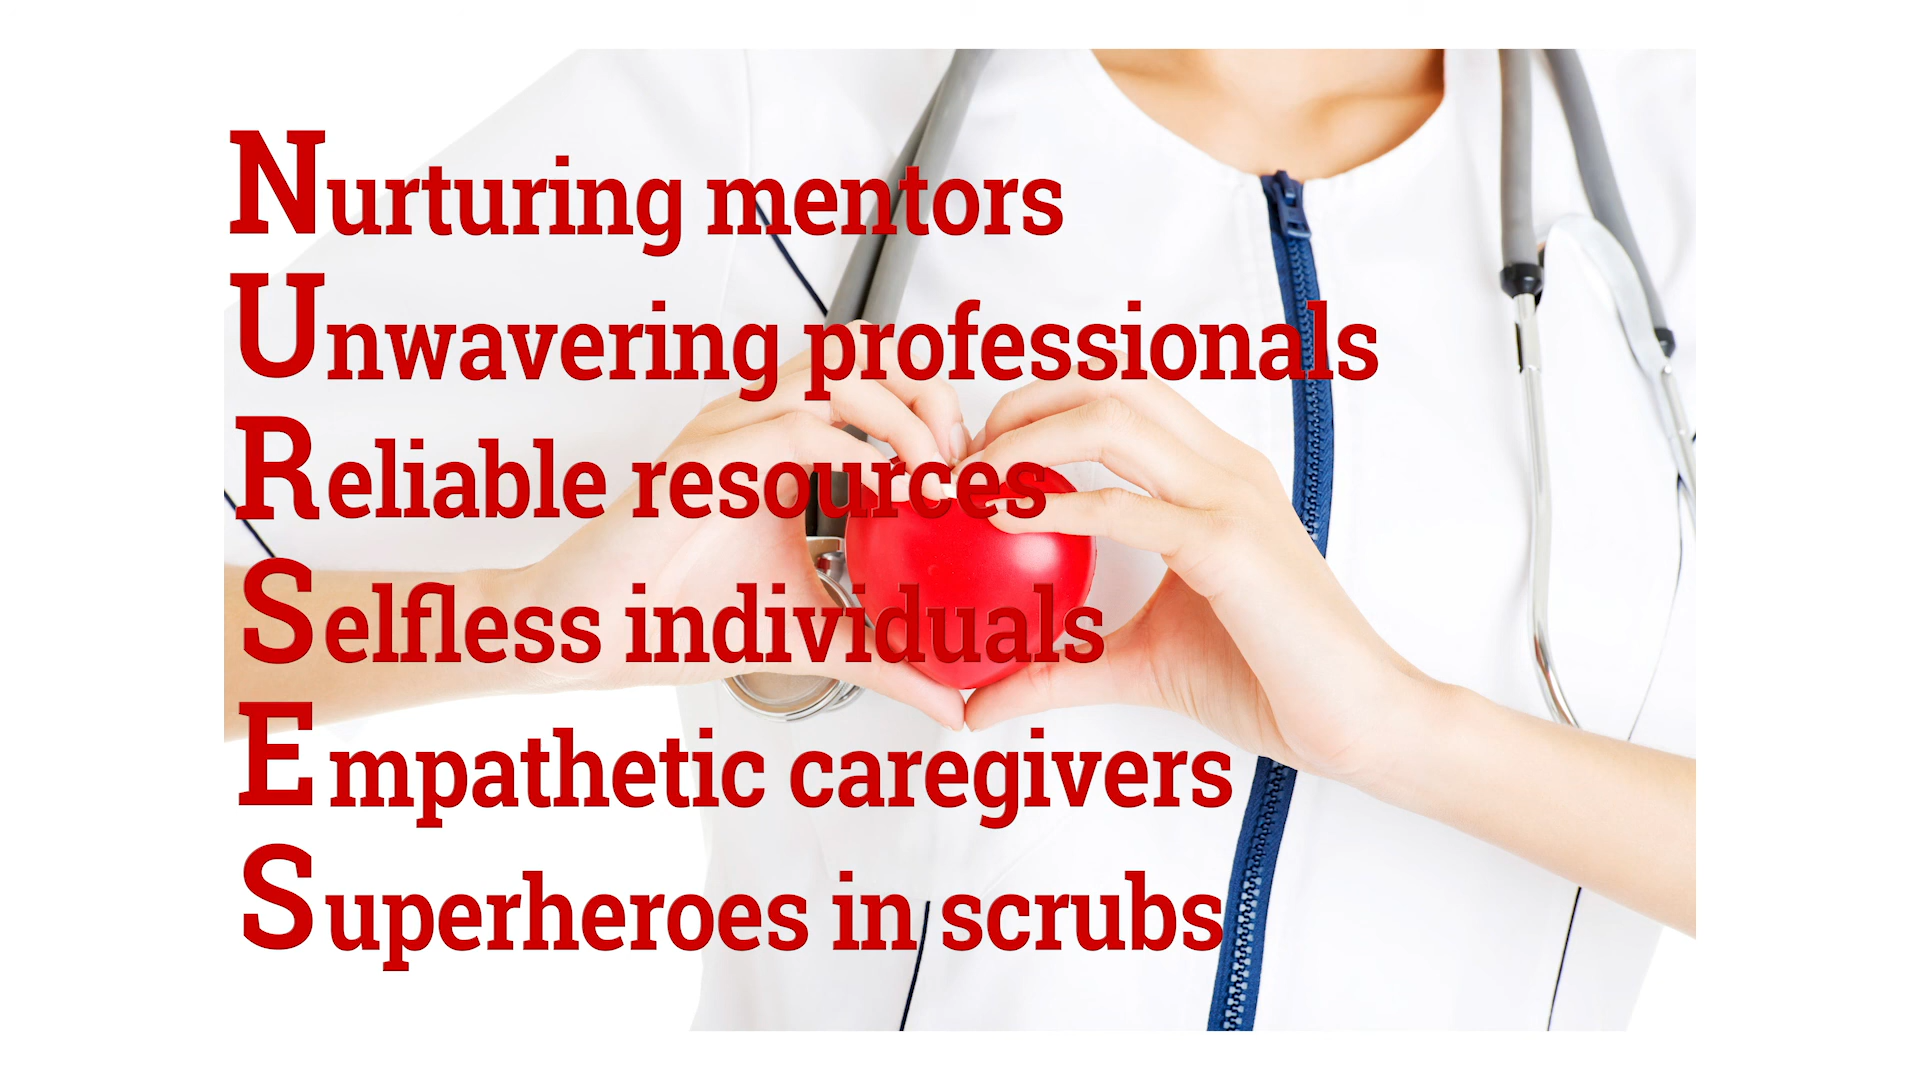 Nurturing mentors
Unwavering professionals
Reliable resources
Selfless individuals
Empathetic caregivers
Superheroes in scrubs